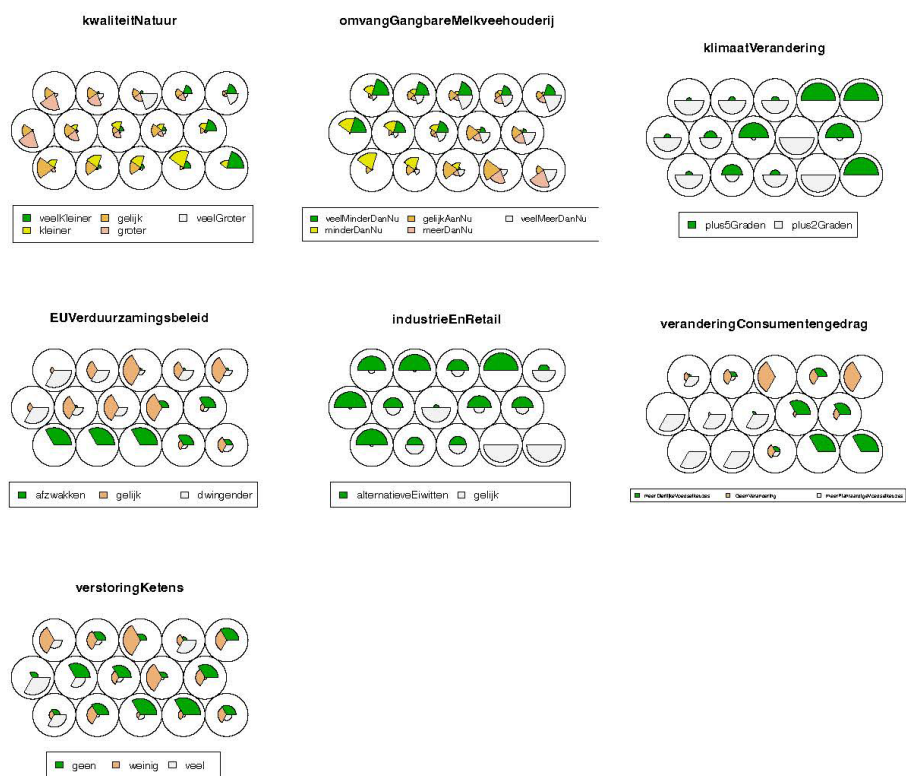 kwaliteitNatuur
veelKleiner gelijk veelGroter
kleiner groter
omvangGangbareMelkveehouderij
veelMinderDanNu gelijkAanNu veelMeerDanNu
minderDanNu meerDanNu
klimaatVerandering
plus5Graden plus2Graden
EUVerduurzamingsbeleid
afzwakken gelijk dwingender
industrieEnRetail
alternatieveEiwitten gelijk
veranderingConsumentengedrag
GeenVerandering
verstoringKetens
geen weinig veel